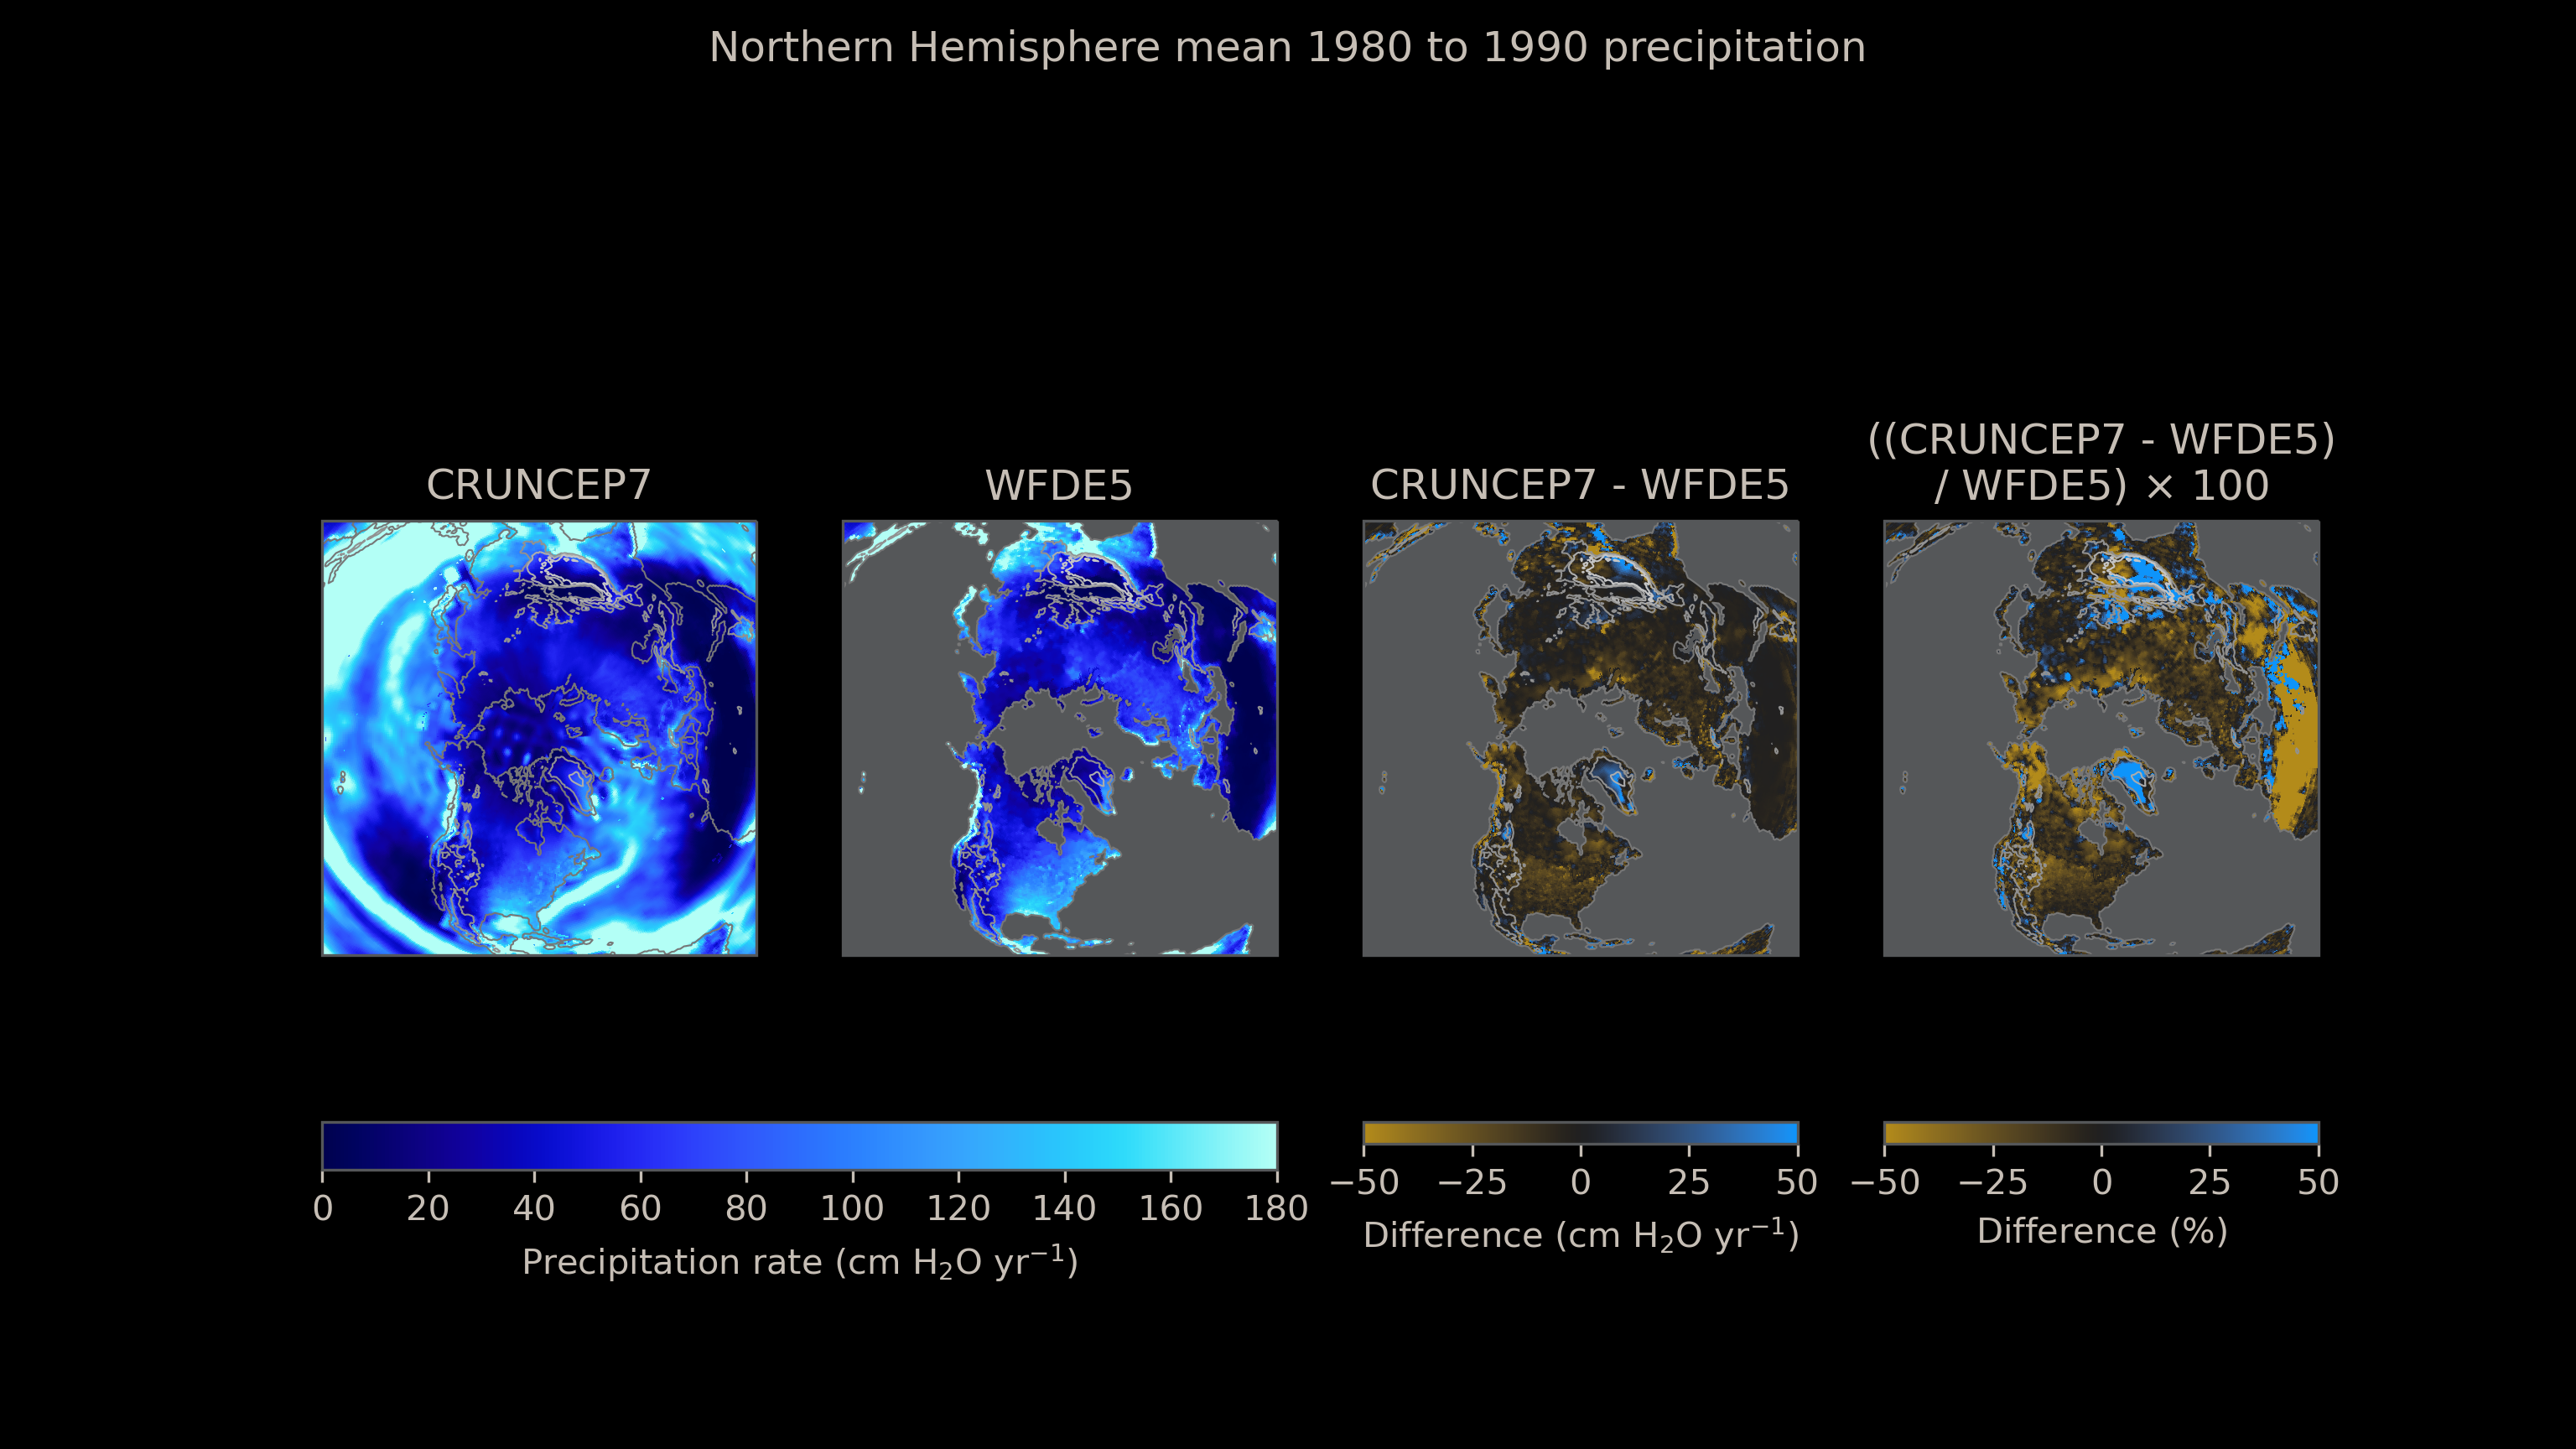 Northern Hemisphere mean 1980 to 1990 precipitation
CRUNCEP7
WFDE5
CRUNCEP7 - WFDE5
((CRUNCEP7 - WFDE5)
/ WFDE5) × 100
0 20 40 60 80 100 120 140 160 180
Precipitation rate (cm H₂O yr⁻¹)
−50 −25 0 25 50
Difference (cm H₂O yr⁻¹)
−50 −25 0 25 50
Difference (%)